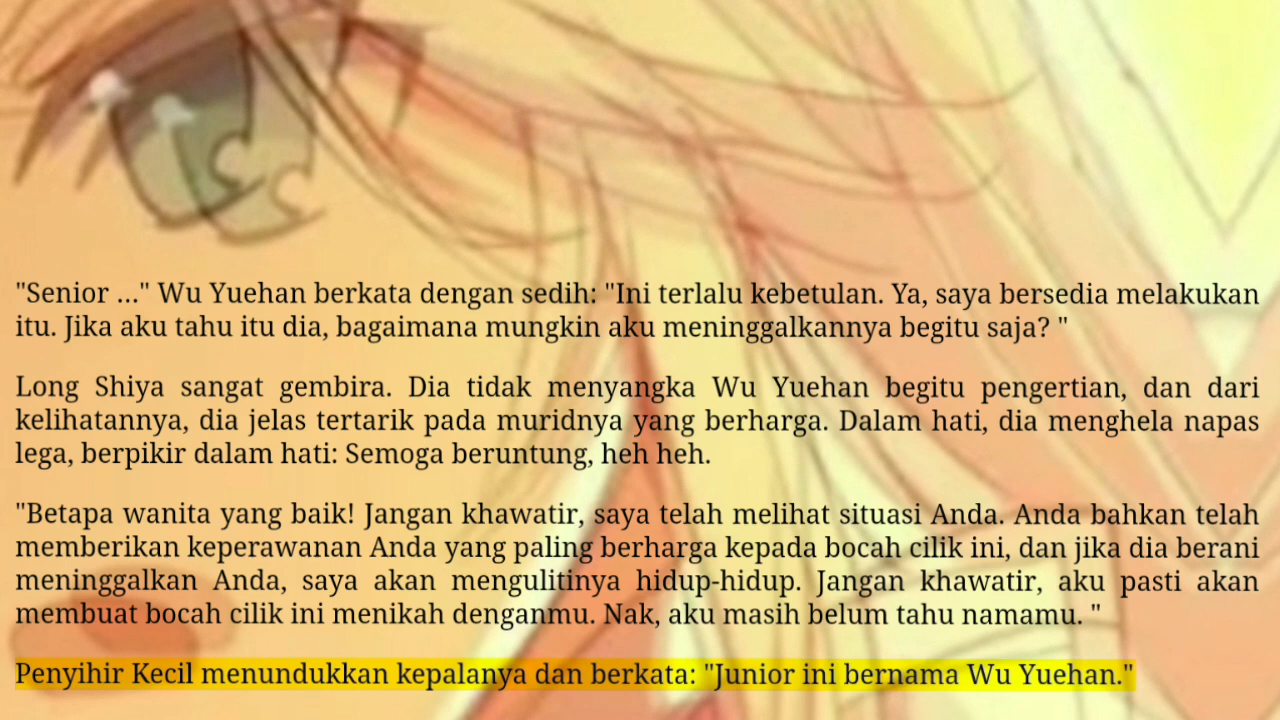 "Senior ..." Wu Yuehan berkata dengan sedih: "Ini terlalu kebetulan. Ya, saya bersedia melakukan
itu. Jika aku tahu itu dia, bagaimana mungkin aku meninggalkannya begitu saja? "
Long Shiya sangat gembira. Dia tidak menyangka Wu Yuehan begitu pengertian, dan dari
kelihatannya, dia jelas tertarik pada muridnya yang berharga. Dalam hati, dia menghela napas
lega, berpikir dalam hati: Semoga beruntung, heh heh.
"Betapa wanita yang baik! Jangan khawatir, saya telah melihat situasi Anda. Anda bahkan telah
memberikan keperawanan Anda yang paling berharga kepada bocah cilik ini, dan jika dia berani
meninggalkan Anda, saya akan mengulitinya hidup-hidup. Jangan khawatir, aku pasti akan
membuat bocah cilik ini menikah denganmu. Nak, aku masih belum tahu namamu. "
Penyihir Kecil menundukkan kepalanya dan berkata: "Junior ini bernama Wu Yuehan."